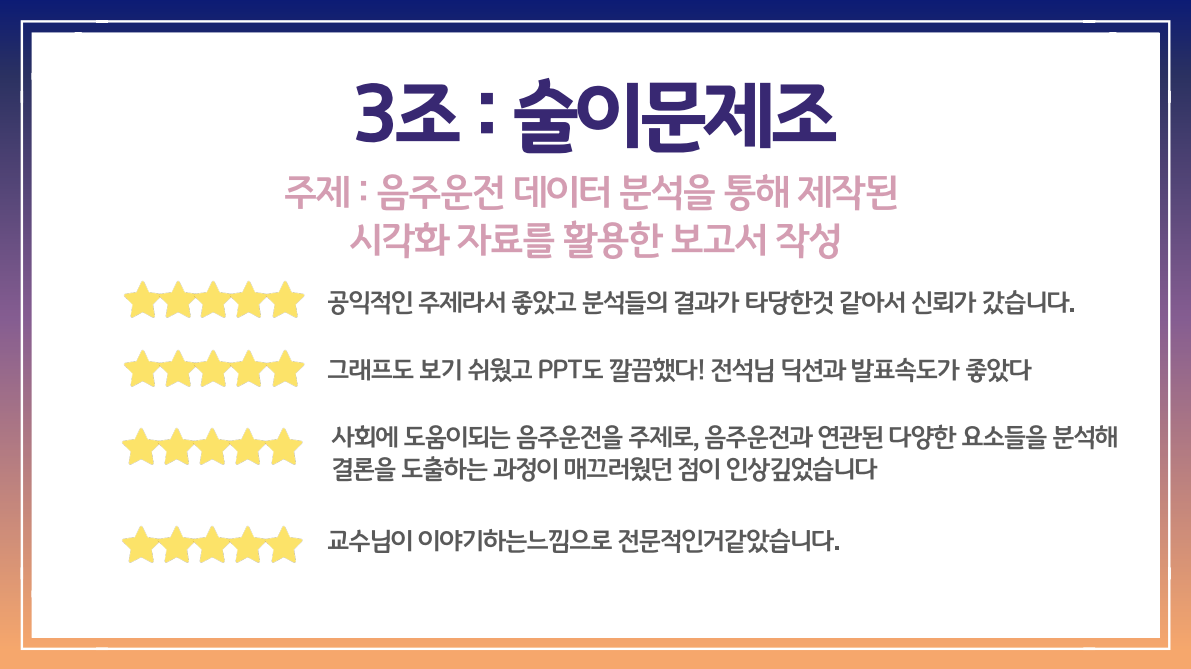 3조 : 술이문제조
주제 : 음주운전 데이터 분석을 통해 제작된
시각화 자료를 활용한 보고서 작성
공익적인 주제라서 좋았고 분석들의 결과가 타당한것 같아서 신뢰가 갔습니다.
그래프도 보기 쉬웠고 PPT도 깔끔했다! 전석님 딕션과 발표속도가 좋았다
사회에 도움이되는 음주운전을 주제로, 음주운전과 연관된 다양한 요소들을 분석해
결론을 도출하는 과정이 매끄러웠던 점이 인상깊었습니다
교수님이 이야기하는느낌으로 전문적인거같았습니다.